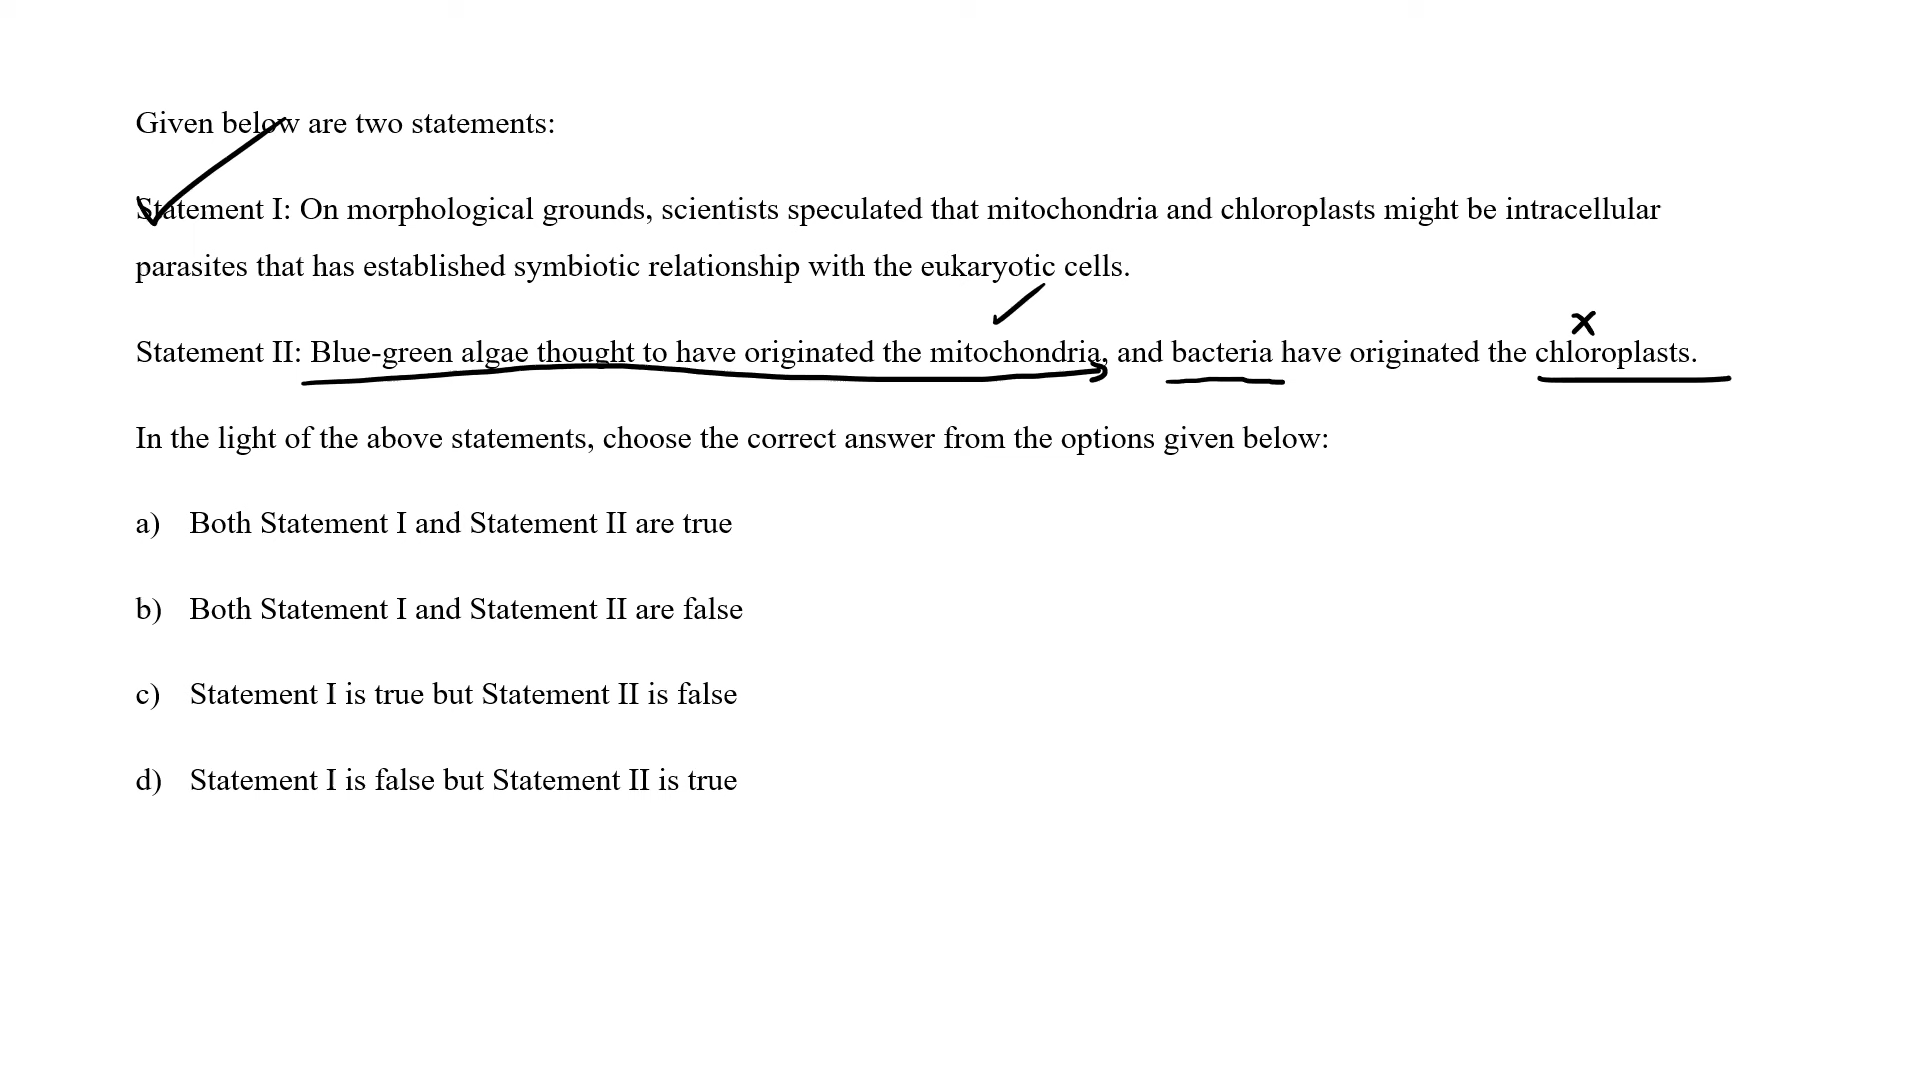 Given below are two statements:
Statement I: On morphological grounds, scientists speculated that mitochondria and chloroplasts might be intracellular
parasites that has established symbiotic relationship with the eukaryotic cells.
Statement II: Blue-green algae thought to have originated the mitochondria, and bacteria have originated the chloroplasts.
In the light of the above statements, choose the correct answer from the options given below:
a) Both Statement I and Statement II are true
b) Both Statement I and Statement II are false
c) Statement I is true but Statement II is false
d) Statement I is false but Statement II is true